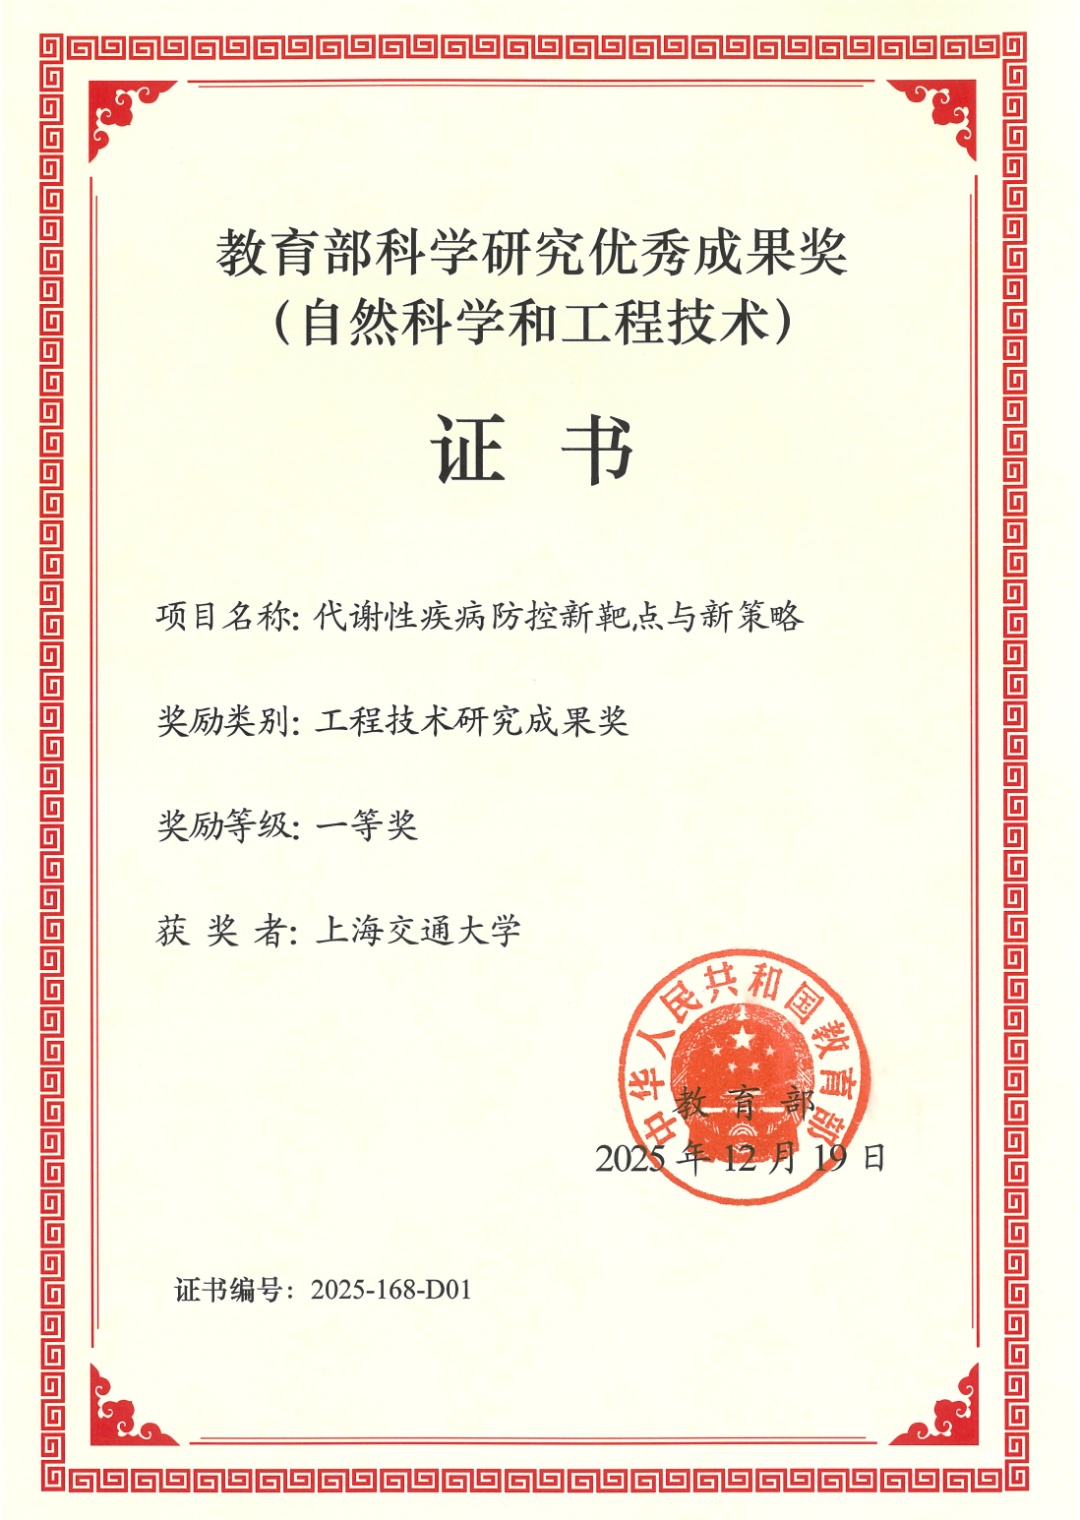 教育部科学研究优秀成果奖
（自然科学和工程技术）
证 书
项目名称: 代谢性疾病防控新靶点与新策略
奖励类别: 工程技术研究成果奖
奖励等级: 一等奖
获 奖 者: 上海交通大学
中华人民共和国教育部
教 育 部
2025 年 12 月 19 日
证书编号: 2025-168-D01